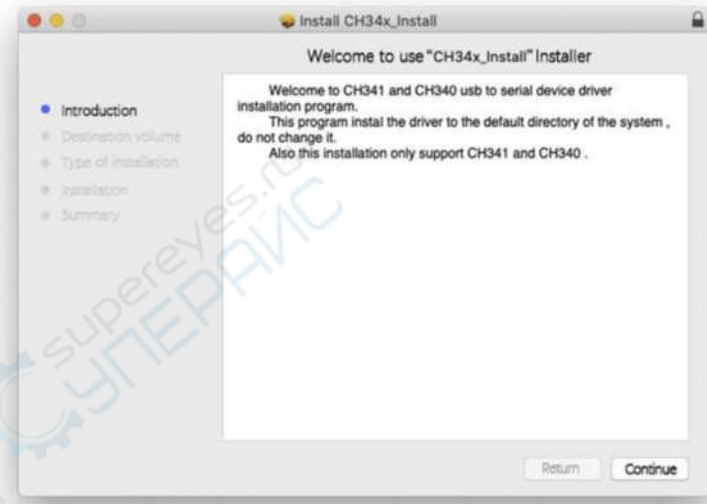 Install CH34x_Install
Welcome to use "CH34x_Install" Installer
Introduction
Destination volume
Type of installation
Installation
Summary
Welcome to CH341 and CH340 usb to serial device driver
installation program.
This program instal the driver to the default directory of the system ,
do not change it.
Also this installation only support CH341 and CH340 .
supereyes.ru
СУПЕРАЙС
Return
Continue